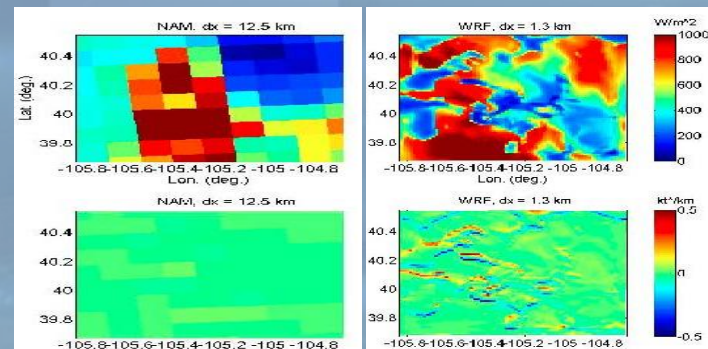 NAM. dx = 12.5 km
WRF, dx = 1.3 km
W/m^2
40.4
40.2
40
39.8
Lat. (deg.)
-105.8-105.6-105.4-105.2 -105 -104.8
Lon. (deg.)
40.4
40.2
40
39.8
-105.8-105.6-105.4-105.2 -105 -104.8
Lon. (deg.)
1000
800
600
400
200
0
NAM, dx = 12.5 km
WRF, dx = 1.3 km
kt*/km
40.4
40.2
40
39.8
-105.8-105.6-105.4-105.2 -105 -104.8
40.4
40.2
40
39.8
-105.8-105.6-105.4-105.2 -105 -104.8
0.5
0
-0.5